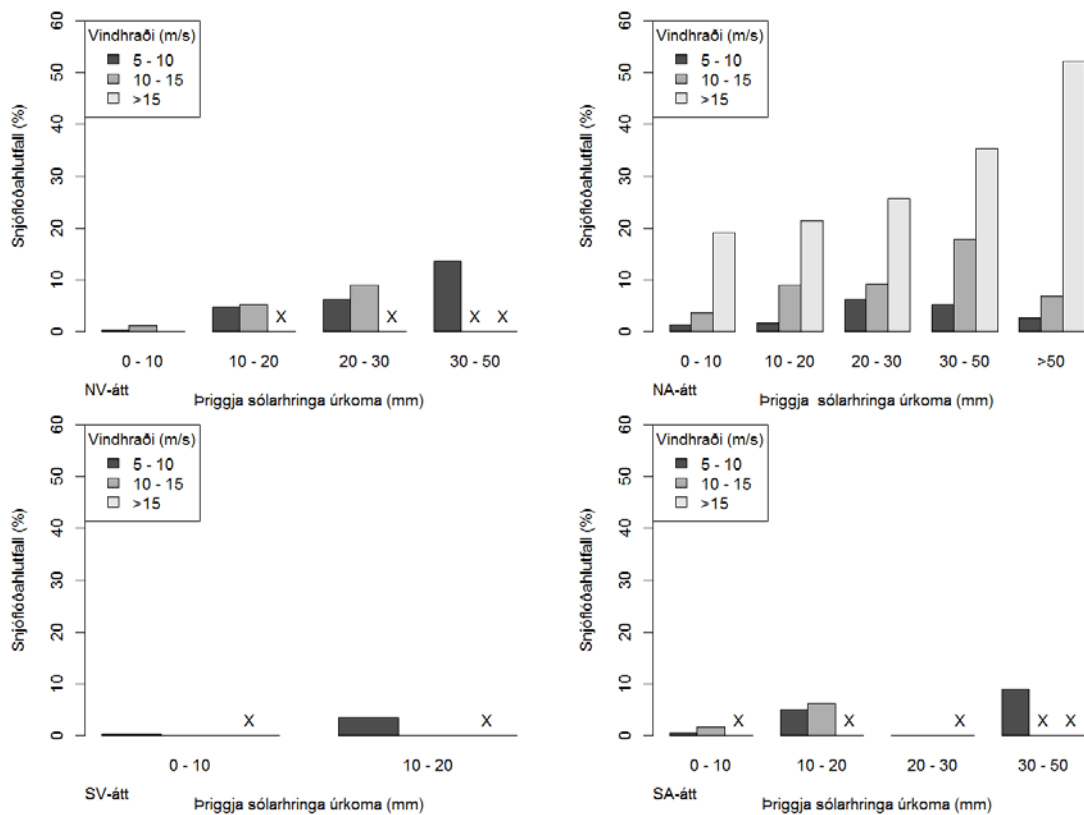 Snjóflóðahlutfall (%)
60
50
40
30
20
10
0
Vindhraði (m/s)
5 - 10
10 - 15
>15
X
X
X
X
0 - 10
10 - 20
20 - 30
30 - 50
NV-átt
Þriggja sólarhringa úrkoma (mm)
Snjóflóðahlutfall (%)
60
50
40
30
20
10
0
Vindhraði (m/s)
5 - 10
10 - 15
>15
0 - 10
10 - 20
20 - 30
30 - 50
>50
NA-átt
Þriggja sólarhringa úrkoma (mm)
Snjóflóðahlutfall (%)
60
50
40
30
20
10
0
Vindhraði (m/s)
5 - 10
10 - 15
>15
X
X
0 - 10
10 - 20
SV-átt
Þriggja sólarhringa úrkoma (mm)
Snjóflóðahlutfall (%)
60
50
40
30
20
10
0
Vindhraði (m/s)
5 - 10
10 - 15
>15
X
X
X
X
X
0 - 10
10 - 20
20 - 30
30 - 50
SA-átt
Þriggja sólarhringa úrkoma (mm)